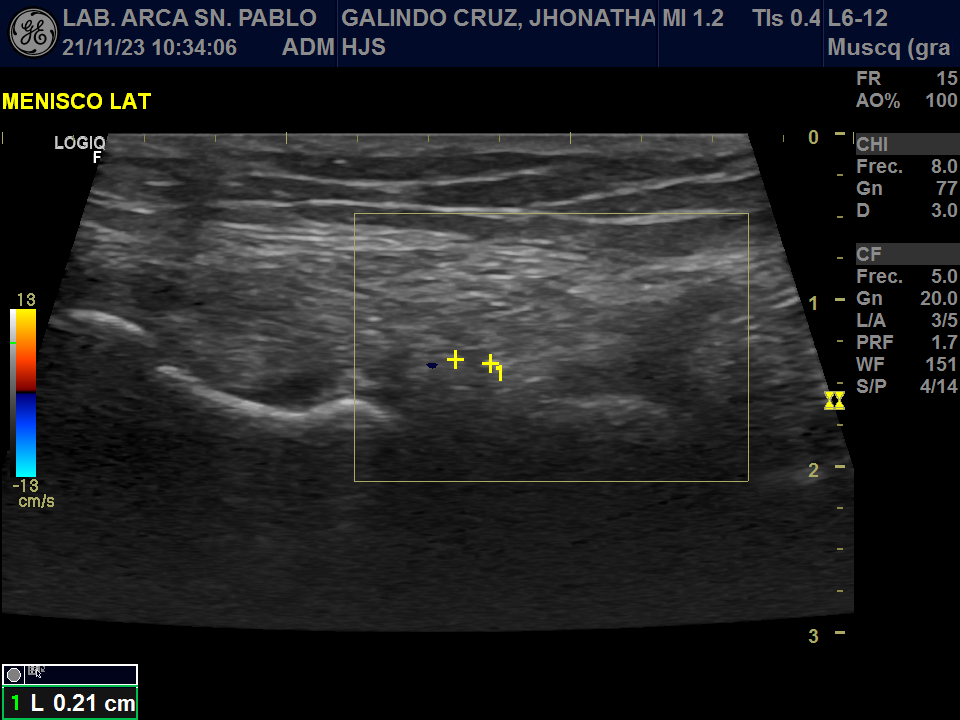 LAB. ARCA SN. PABLO
GALINDO CRUZ, JHONATHA
MI 1.2 TIs 0.4
L6-12
21/11/23 10:34:06 ADM
HJS
Muscq (gra
MENISCO LAT
LOGIQ
F
FR 15
AO% 100
CHI
Frec. 8.0
Gn 77
D 3.0
CF
Frec. 5.0
Gn 20.0
L/A 3/5
PRF 1.7
WF 151
S/P 4/14
0
1
2
3
13
-13
cm/s
1
1 L 0.21 cm